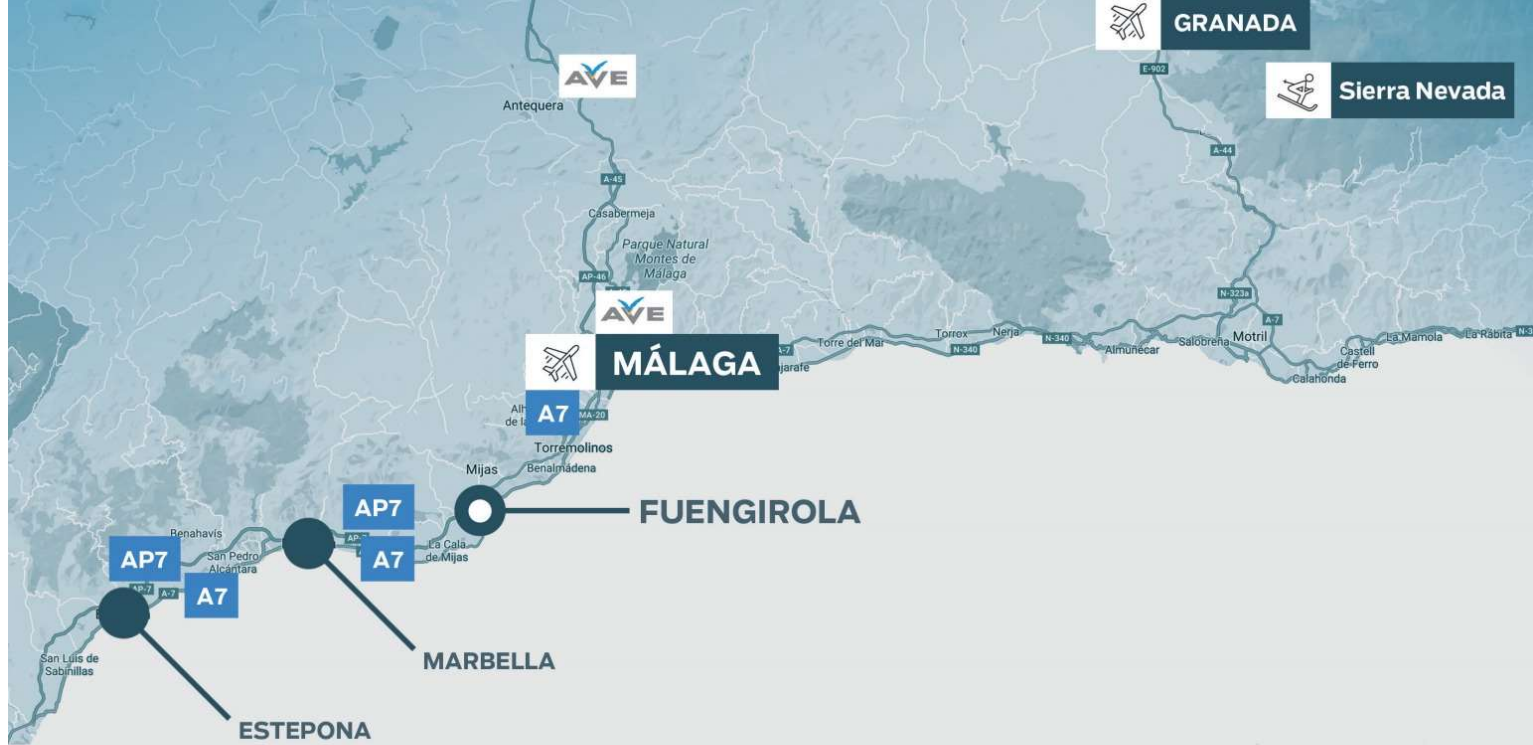 GRANADA
E-902
AVE
Sierra Nevada
Antequera
A-44
A-45
Casabermeja
Parque Natural
Montes de
Málaga
AP-46
N-323a
AVE
A-7
MÁLAGA
A-7
Torre del Mar
Torrox
N-340
Nerja
N-340
Almuñécar
Salobreña
Motril
Castell
de Ferro
La Mamola
La Rábita
Calahonda
A7
MA-20
Torremolinos
Mijas
Benalmádena
AP7
FUENGIROLA
Benahavís
AP7
San Pedro
Alcántara
A7
La Cala
de Mijas
AP-7
A-7
A7
San Luis de
Sabinillas
MARBELLA
ESTEPONA